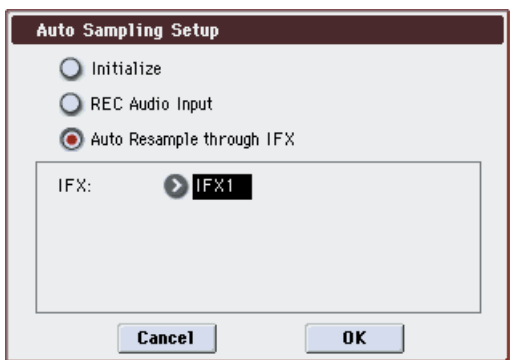 Auto Sampling Setup
Initialize
REC Audio Input
Auto Resample through IFX
IFX: IFX1
Cancel OK